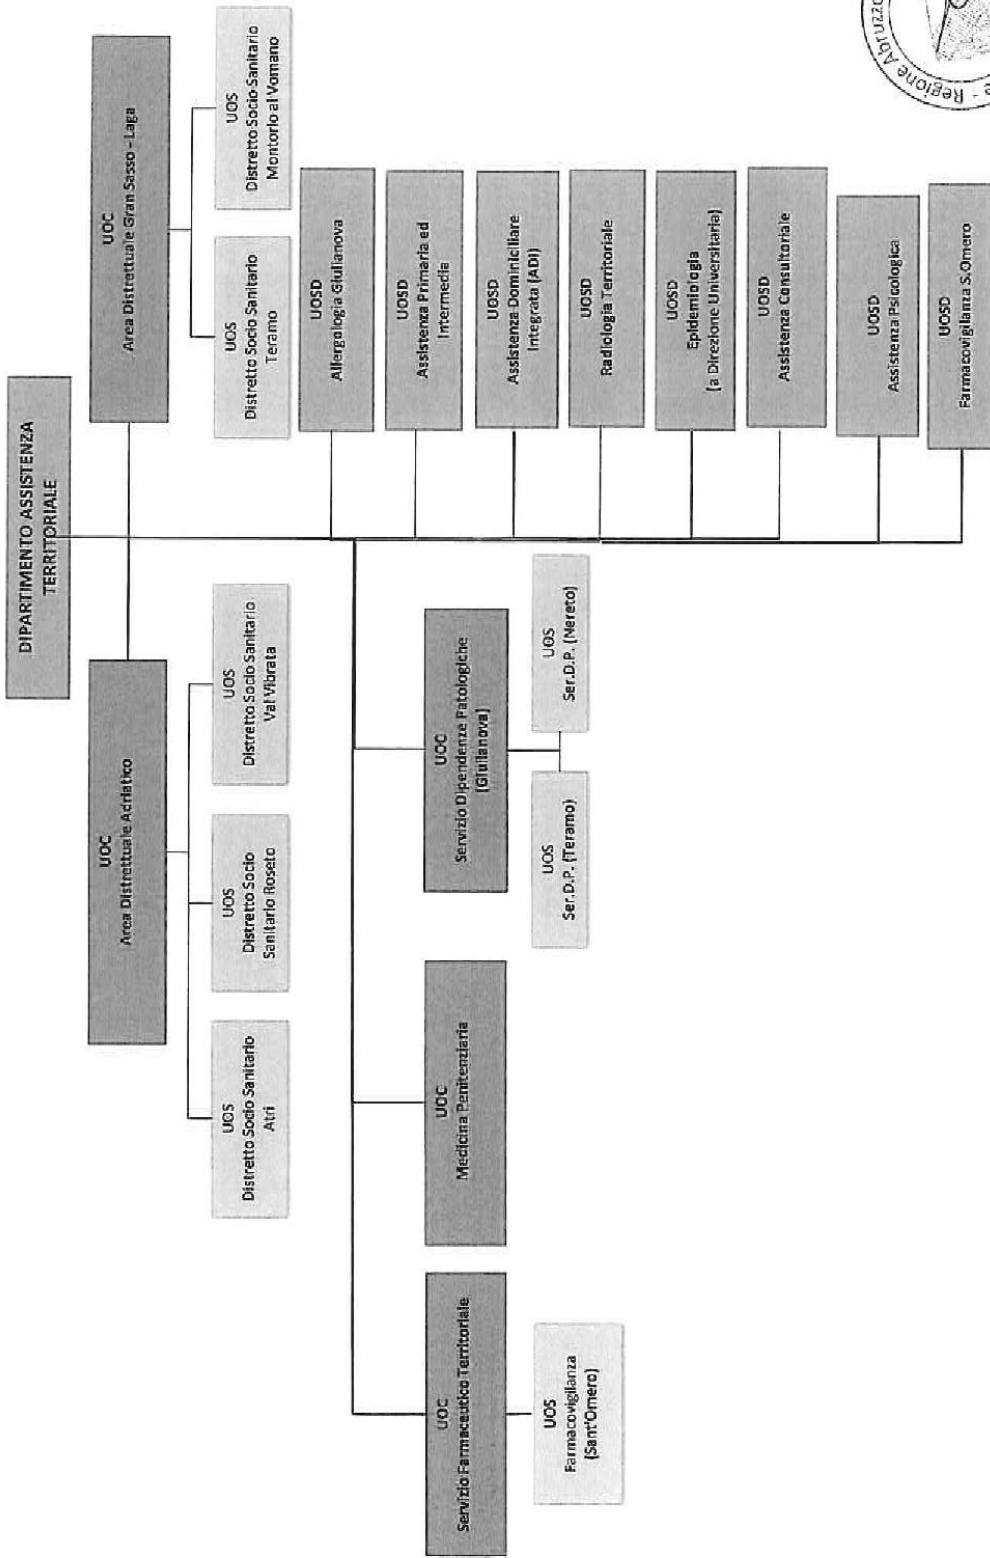 DIPARTIMENTO ASSISTENZA
TERRITORIALE
UOC
Area Distrettuale Adriatico
UOC
Area Distrettuale Gran Sasso - Laga
UOS
Distretto Socio Sanitario
Atri
UOS
Distretto Socio
Sanitario Roseto
UOS
Distretto Socio Sanitario
Val Vibrata
UOS
Distretto Socio Sanitario
Teramo
UOS
Distretto Socio Sanitario
Montorio al Vomano
UOSD
Allergologia Giulianova
UOSD
Assistenza Primaria ed
Intermedia
UOSD
Assistenza Dominiciliare
Integrata (ADI)
UOSD
Radiologia Territoriale
UOSD
Epidemiologia
(a Direzione Universitaria)
UOSD
Assistenza Consultoriale
UOSD
Assistenza Psicologica
UOSD
Farmacovigilanza S.Omero
UOC
Servizio Farmaceutico Territoriale
UOC
Medicina Penitenziaria
UOC
Servizio Dipendenze Patologiche
(Giulianova)
UOS
Farmacovigilanza
(Sant'Omero)
UOS
Ser.D.P. (Teramo)
UOS
Ser.D.P. (Nereto)
e - Regione Abruzzo